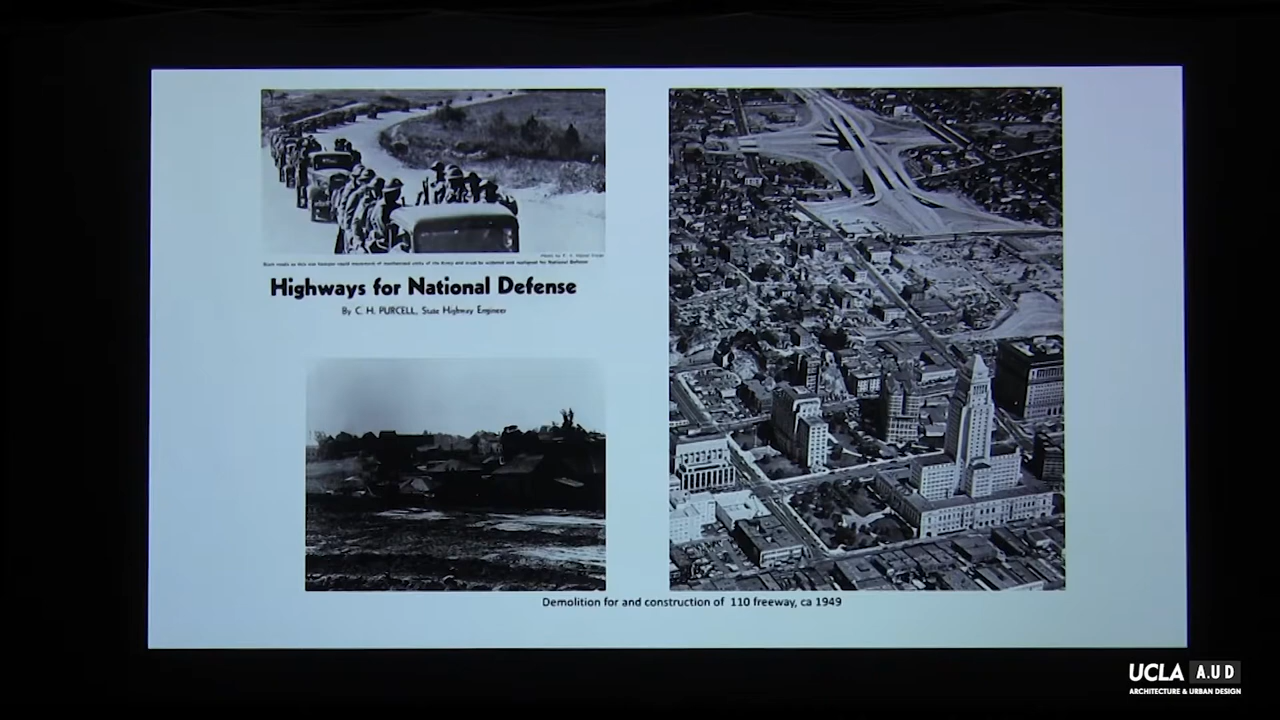 Highways for National Defense
By C. H. PURCELL, State Highway Engineer
Demolition for and construction of 110 freeway, ca 1949
UCLA A.UD
ARCHITECTURE & URBAN DESIGN